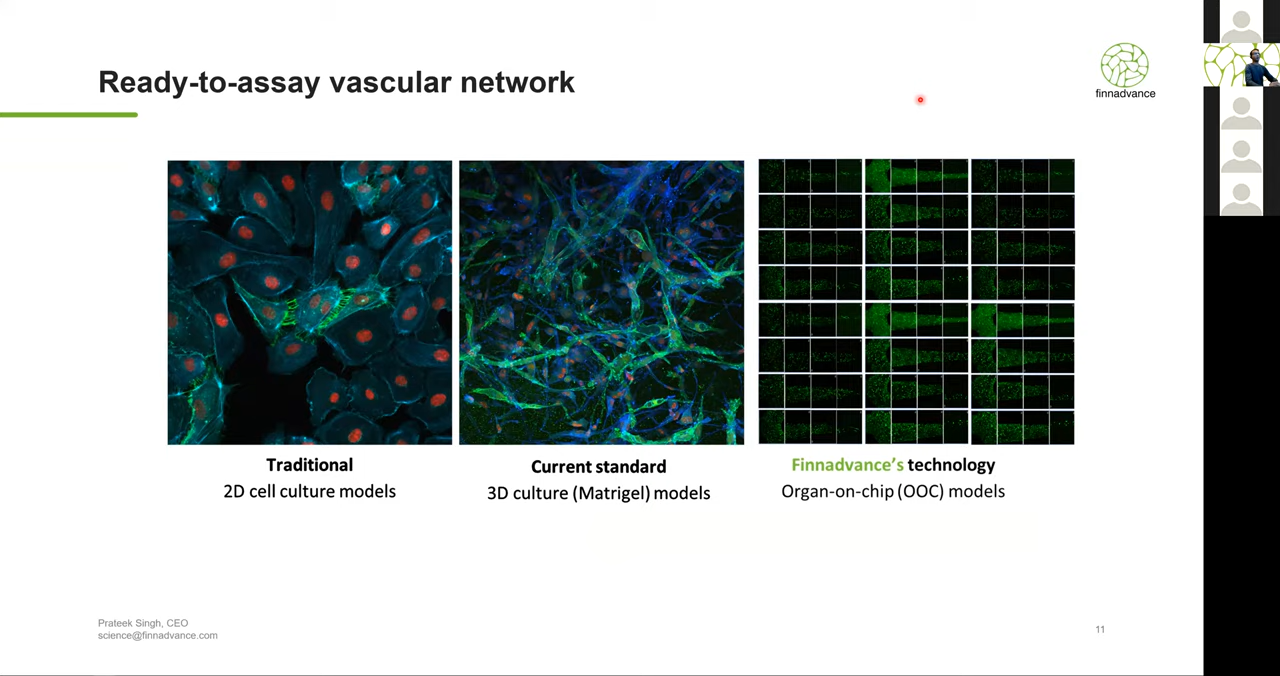 Ready-to-assay vascular network
finnadvance
Traditional
2D cell culture models
Current standard
3D culture (Matrigel) models
Finnadvance's technology
Organ-on-chip (OOC) models
Prateek Singh, CEO
science@finnadvance.com
11